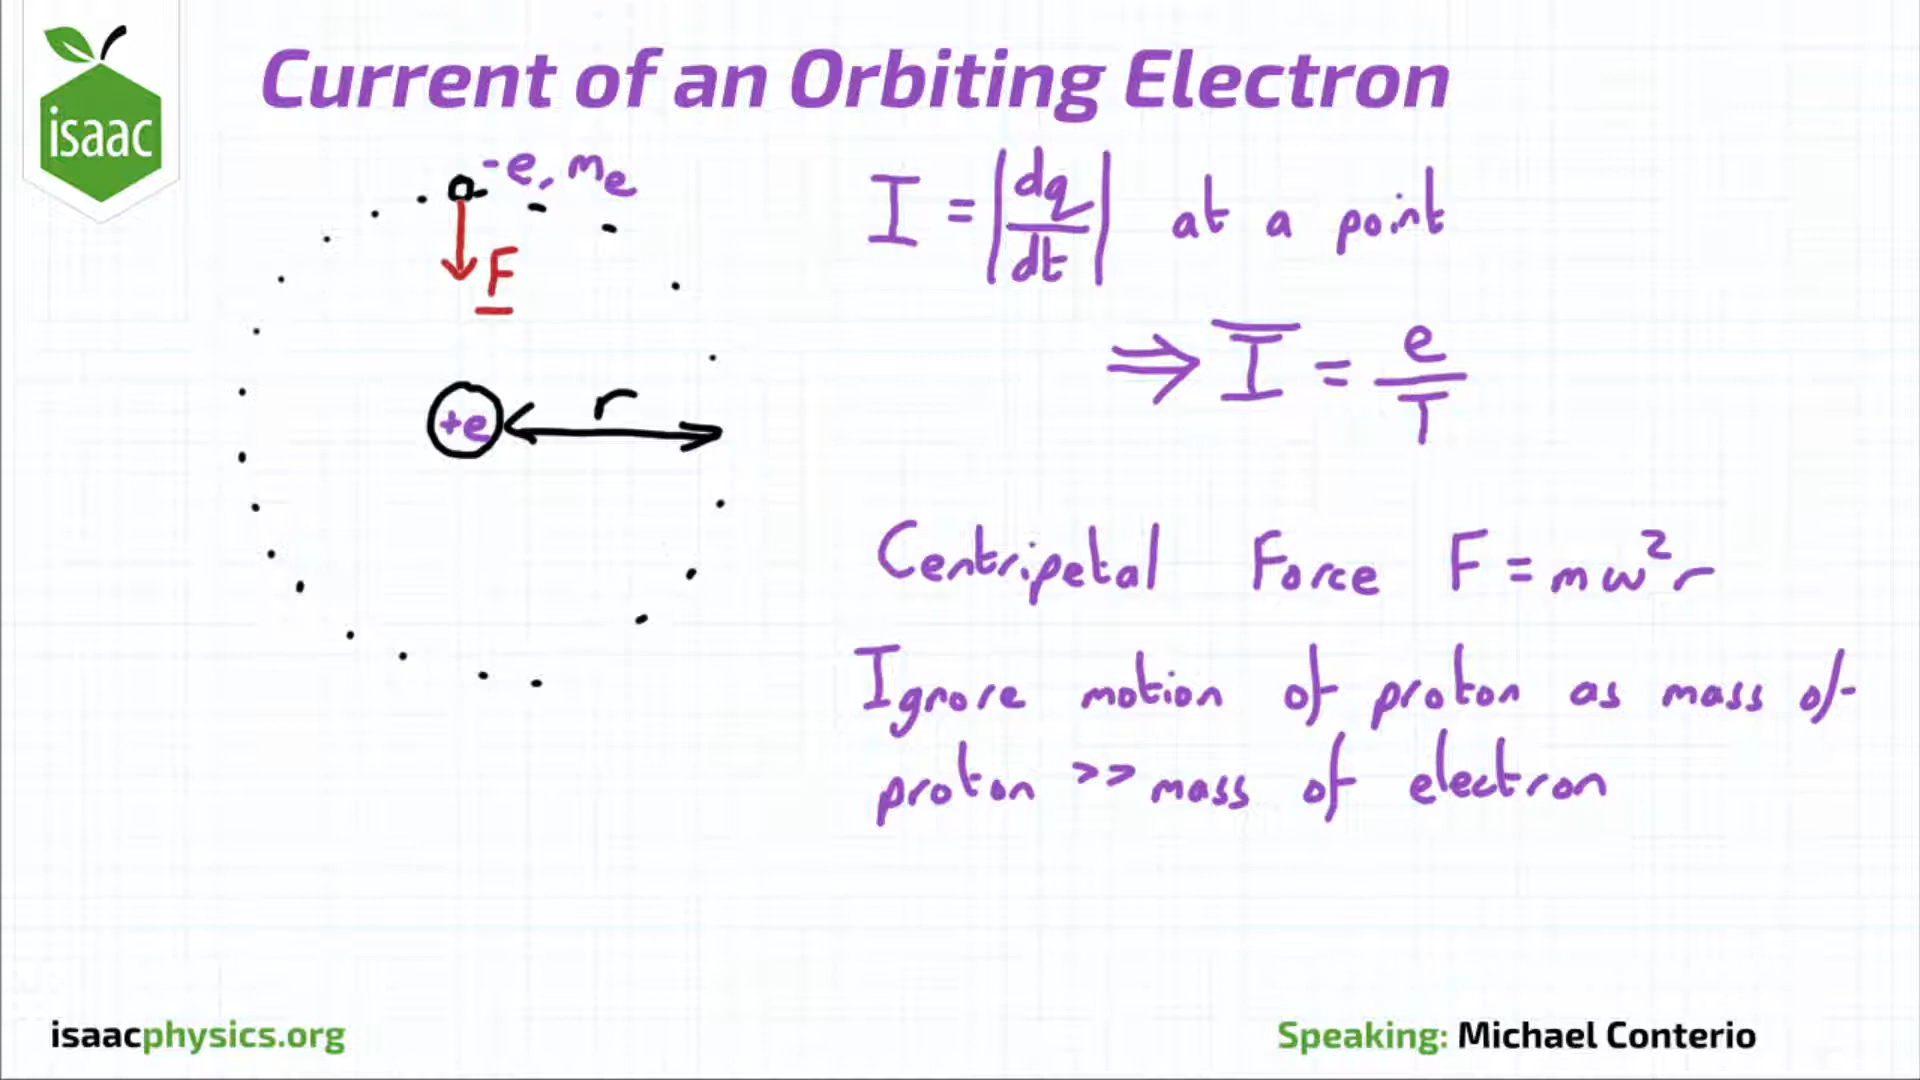 isaac
Current of an Orbiting Electron
-e, mₑ
F
+e
r
I = |dq/dt| at a point
⇒ Ī = e/T
Centripetal Force F = mω²r
Ignore motion of proton as mass of
proton >> mass of electron
isaacphysics.org
Speaking: Michael Conterio